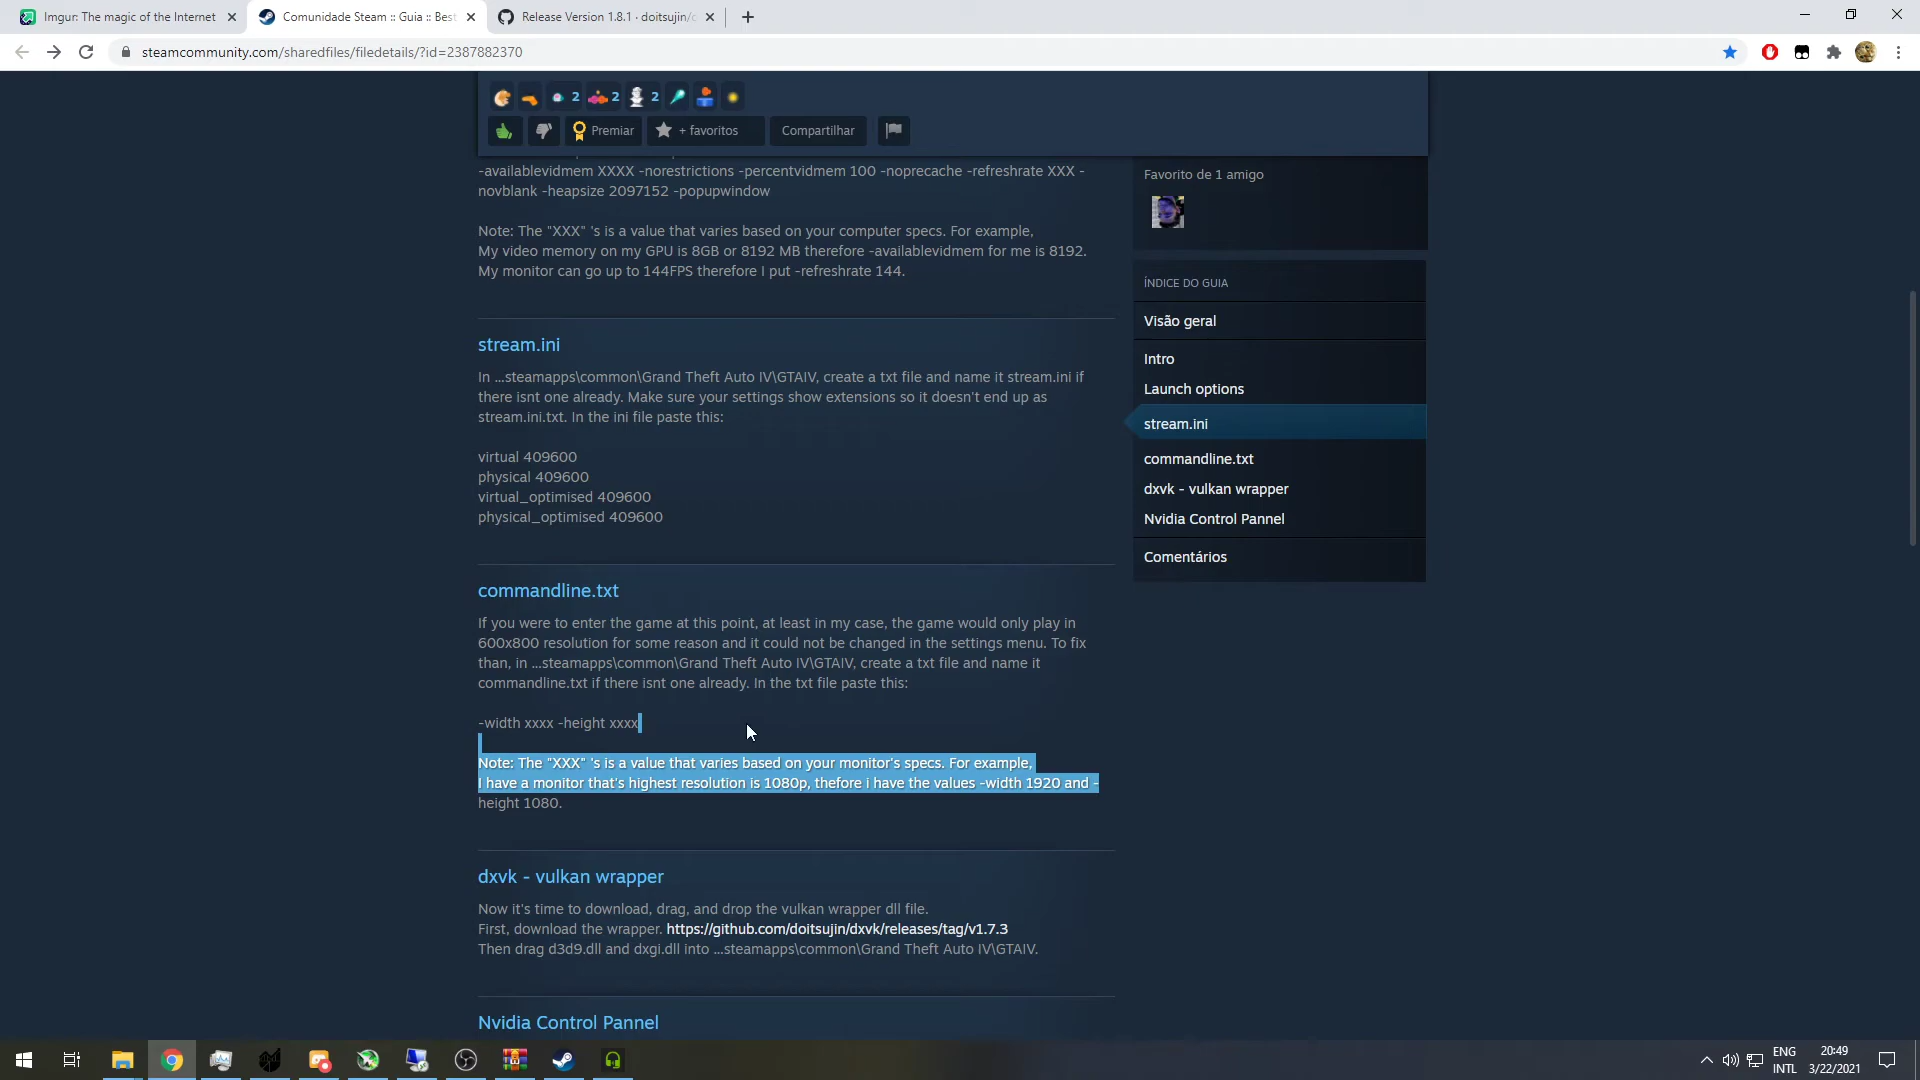 Imgur: The magic of the Internet
Comunidade Steam :: Guia :: Best
Release Version 1.8.1 · doitsujin/
steamcommunity.com/sharedfiles/filedetails/?id=2387882370
2
2
2
Premiar
+ favoritos
Compartilhar
-availablevidmem XXXX -norestrictions -percentvidmem 100 -noprecache -refreshrate XXX -
novblank -heapsize 2097152 -popupwindow
Note: The "XXX" 's is a value that varies based on your computer specs. For example,
My video memory on my GPU is 8GB or 8192 MB therefore -availablevidmem for me is 8192.
My monitor can go up to 144FPS therefore I put -refreshrate 144.
stream.ini
In ...steamapps\common\Grand Theft Auto IV\GTAIV, create a txt file and name it stream.ini if
there isnt one already. Make sure your settings show extensions so it doesn't end up as
stream.ini.txt. In the ini file paste this:
virtual 409600
physical 409600
virtual_optimised 409600
physical_optimised 409600
commandline.txt
If you were to enter the game at this point, at least in my case, the game would only play in
600x800 resolution for some reason and it could not be changed in the settings menu. To fix
than, in ...steamapps\common\Grand Theft Auto IV\GTAIV, create a txt file and name it
commandline.txt if there isnt one already. In the txt file paste this:
-width xxxx -height xxxx
Note: The "XXX" 's is a value that varies based on your monitor's specs. For example,
I have a monitor that's highest resolution is 1080p, thefore i have the values -width 1920 and -
height 1080.
dxvk - vulkan wrapper
Now it's time to download, drag, and drop the vulkan wrapper dll file.
First, download the wrapper. https://github.com/doitsujin/dxvk/releases/tag/v1.7.3
Then drag d3d9.dll and dxgi.dll into ...steamapps\common\Grand Theft Auto IV\GTAIV.
Nvidia Control Pannel
Favorito de 1 amigo
ÍNDICE DO GUIA
Visão geral
Intro
Launch options
stream.ini
commandline.txt
dxvk - vulkan wrapper
Nvidia Control Pannel
Comentários
ENG
INTL
20:49
3/22/2021